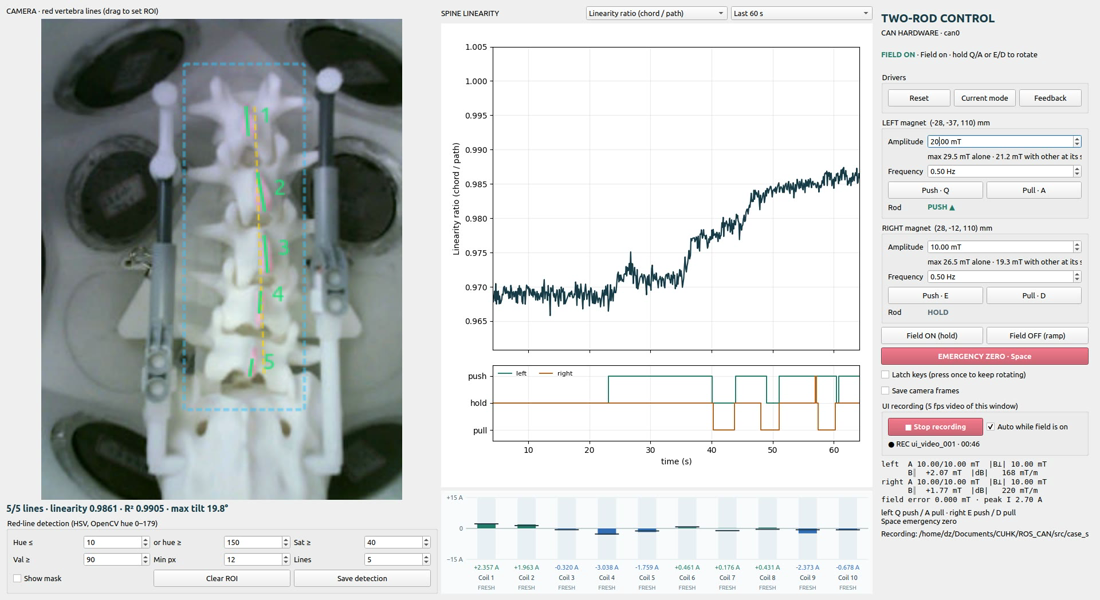 CAMERA · red vertebra lines (drag to set ROI)
1
2
3
4
5
5/5 lines · linearity 0.9861 · R² 0.9905 · max tilt 19.8°
Red-line detection (HSV, OpenCV hue 0–179)
Hue ≤ 10 or hue ≥ 150 Sat ≥ 40
Val ≥ 90 Min px 12 Lines 5
Show mask Clear ROI Save detection
SPINE LINEARITY Linearity ratio (chord / path) Last 60 s
Linearity ratio (chord / path)
1.005
1.000
0.995
0.990
0.985
0.980
0.975
0.970
0.965
left right
push
hold
pull
10 20 30 40 50 60
time (s)
+15 A
0
−15 A
+2.357 A +1.963 A -0.320 A -3.038 A -1.759 A +0.461 A +0.176 A +0.431 A -2.373 A -0.678 A
Coil 1 Coil 2 Coil 3 Coil 4 Coil 5 Coil 6 Coil 7 Coil 8 Coil 9 Coil 10
FRESH FRESH FRESH FRESH FRESH FRESH FRESH FRESH FRESH FRESH
TWO-ROD CONTROL
CAN HARDWARE · can0
FIELD ON · Field on · hold Q/A or E/D to rotate
Drivers
Reset Current mode Feedback
LEFT magnet (-28, -37, 110) mm
Amplitude 2000 mT
max 29.5 mT alone · 21.2 mT with other at its s
Frequency 0.50 Hz
Push · Q Pull · A
Rod PUSH ▲
RIGHT magnet (28, -12, 110) mm
Amplitude 10.00 mT
max 26.5 mT alone · 19.3 mT with other at its s
Frequency 0.50 Hz
Push · E Pull · D
Rod HOLD
Field ON (hold) Field OFF (ramp)
EMERGENCY ZERO · Space
Latch keys (press once to keep rotating)
Save camera frames
UI recording (5 fps video of this window)
■ Stop recording ✓ Auto while field is on
● REC ui_video_001 · 00:46
left A 10.00/10.00 mT |B⊥| 10.00 mT
B∥ +2.07 mT |dB| 168 mT/m
right A 10.00/10.00 mT |B⊥| 10.00 mT
B∥ +1.77 mT |dB| 220 mT/m
field error 0.000 mT · peak I 2.70 A
left Q push / A pull · right E push / D pull
Space emergency zero
Recording: /home/dz/Documents/CUHK/ROS_CAN/src/case_s